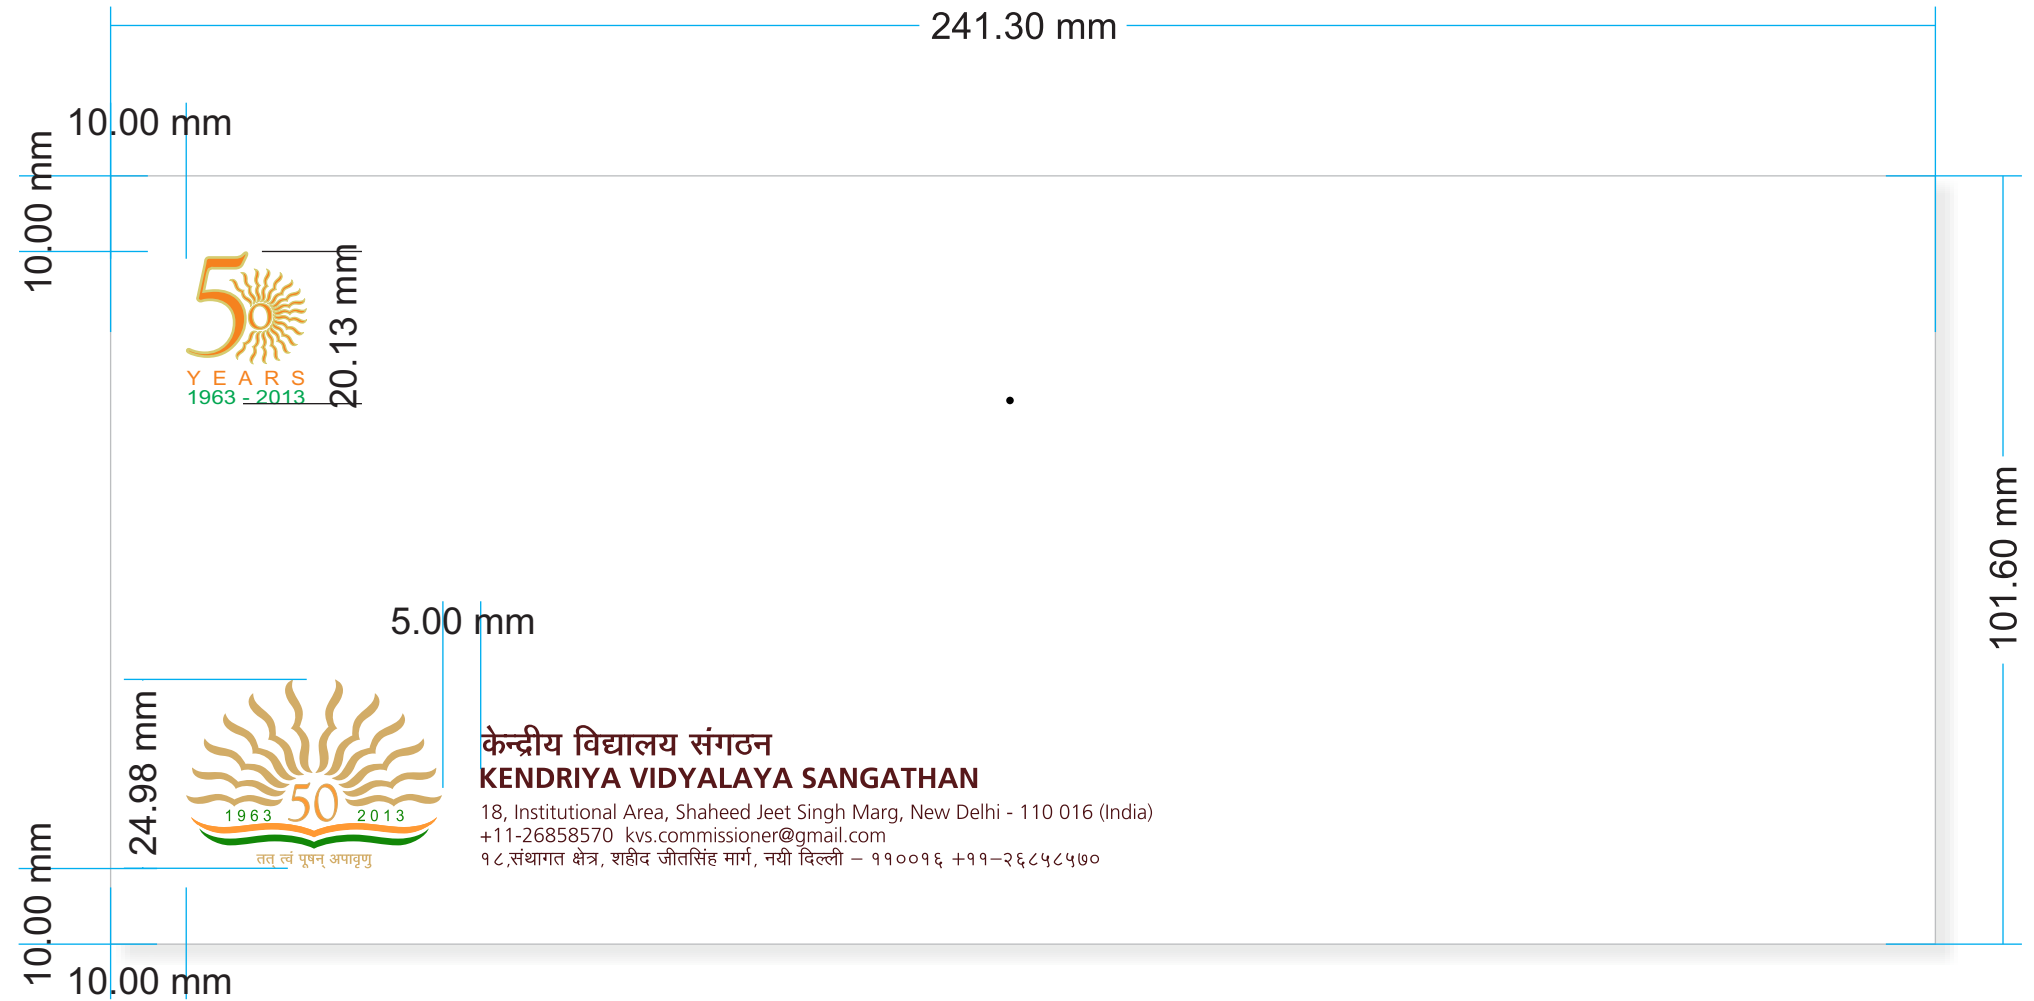 241.30 mm
10.00 mm
10.00 mm
50
YEARS
1963 - 2013
20.13 mm
101.60 mm
5.00 mm
24.98 mm
50
1963 2013
तत् त्वं पूषन् अपावृणु
केन्द्रीय विद्यालय संगठन
KENDRIYA VIDYALAYA SANGATHAN
18, Institutional Area, Shaheed Jeet Singh Marg, New Delhi - 110 016 (India)
+11-26858570 kvs.commissioner@gmail.com
१८,संथागत क्षेत्र, शहीद जीतसिंह मार्ग, नयी दिल्ली – ११००१६ +११–२६८५८५७०
10.00 mm
10.00 mm